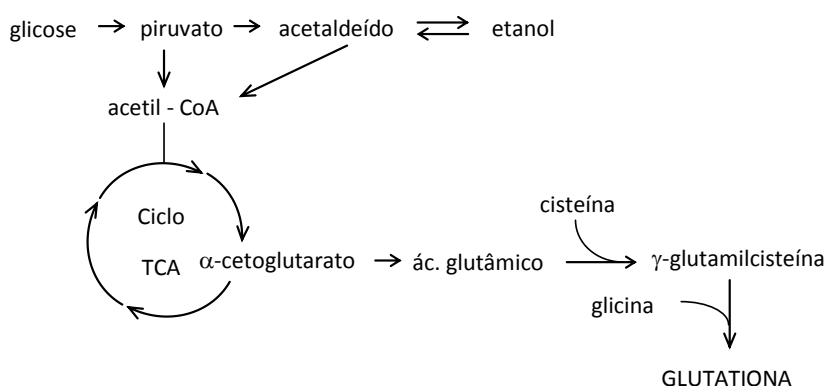 glicose piruvato acetaldeído etanol
acetil - CoA
Ciclo
cisteína
TCA α-cetoglutarato ác. glutâmico γ-glutamilcisteína
glicina
GLUTATIONA